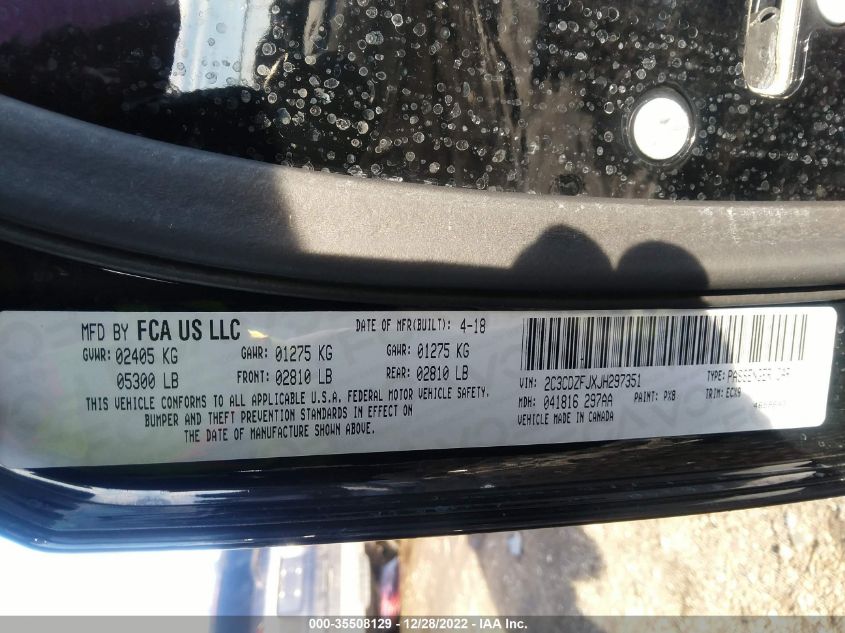 MFD BY FCA US LLC
DATE OF MFR(BUILT): 4-18
GVWR: 02405 KG
GAWR: 01275 KG
GAWR: 01275 KG
05300 LB
FRONT: 02810 LB
REAR: 02810 LB
THIS VEHICLE CONFORMS TO ALL APPLICABLE U.S.A. FEDERAL MOTOR VEHICLE SAFETY,
BUMPER AND THEFT PREVENTION STANDARDS IN EFFECT ON
THE DATE OF MANUFACTURE SHOWN ABOVE.
VIN: 2C3CDZFJXJH297351
TYPE: PASSENGER CAR
MDH: 041816 297AA
PAINT: PX8
TRIM: ECX9
VEHICLE MADE IN CANADA
000-35508129 - 12/28/2022 - IAA Inc.